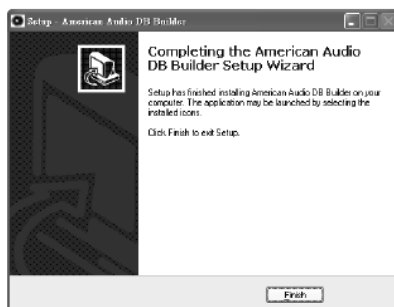 Setup - American Audio DB Builder
Completing the American Audio
DB Builder Setup Wizard
Setup has finished installing American Audio DB Builder on your
computer. The application may be launched by selecting the
installed icons.
Click Finish to exit Setup.
Finish